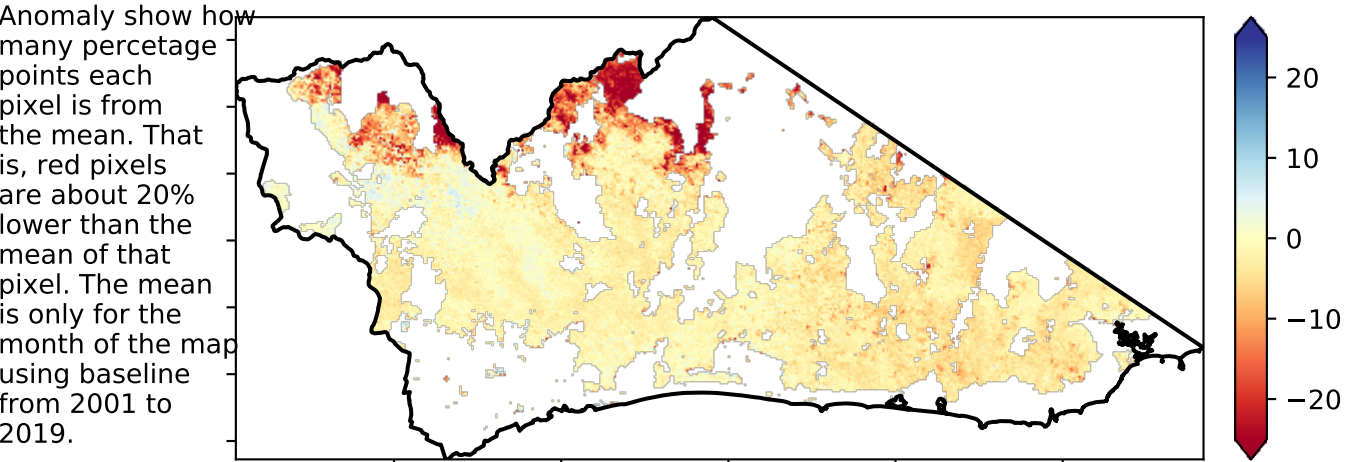 Anomaly show how
many percetage
points each
pixel is from
the mean. That
is, red pixels
are about 20%
lower than the
mean of that
pixel. The mean
is only for the
month of the map
using baseline
from 2001 to
2019.
20
10
0
−10
−20